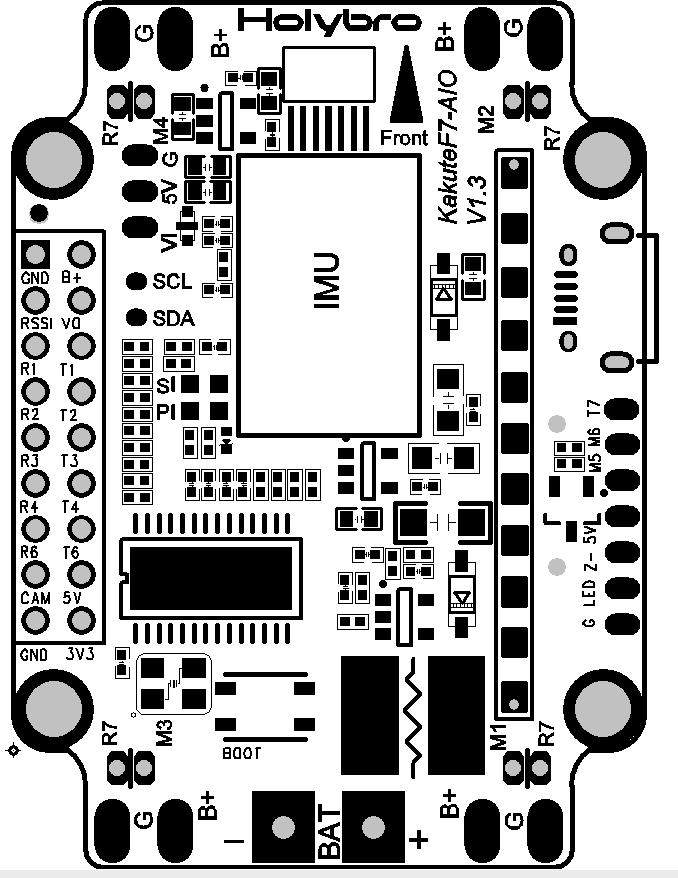 Holybro
G
B+
B+
G
R7
M4
Front
KakuteF7-AIO
V1.3
M2
R7
G
5V
VI
SCL
SDA
IMU
GND B+
RSSI VO
R1 T1
R2 T2
R3 T3
R4 T4
R6 T6
CAM 5V
GND 3V3
SI
PI
T7
M6
M5
5V
Z-
LED
G
R7
M3
BOOT
M1
R7
G
B+
-
BAT
+
B+
G